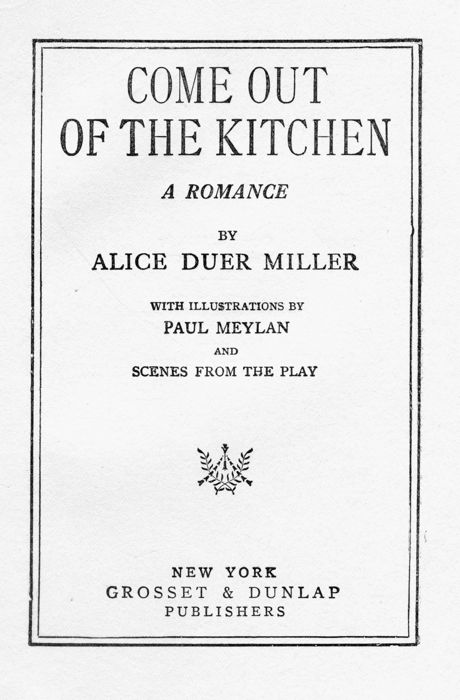 COME OUT
OF THE KITCHEN
A ROMANCE
BY
ALICE DUER MILLER
WITH ILLUSTRATIONS BY
PAUL MEYLAN
AND
SCENES FROM THE PLAY
NEW YORK
GROSSET & DUNLAP
PUBLISHERS